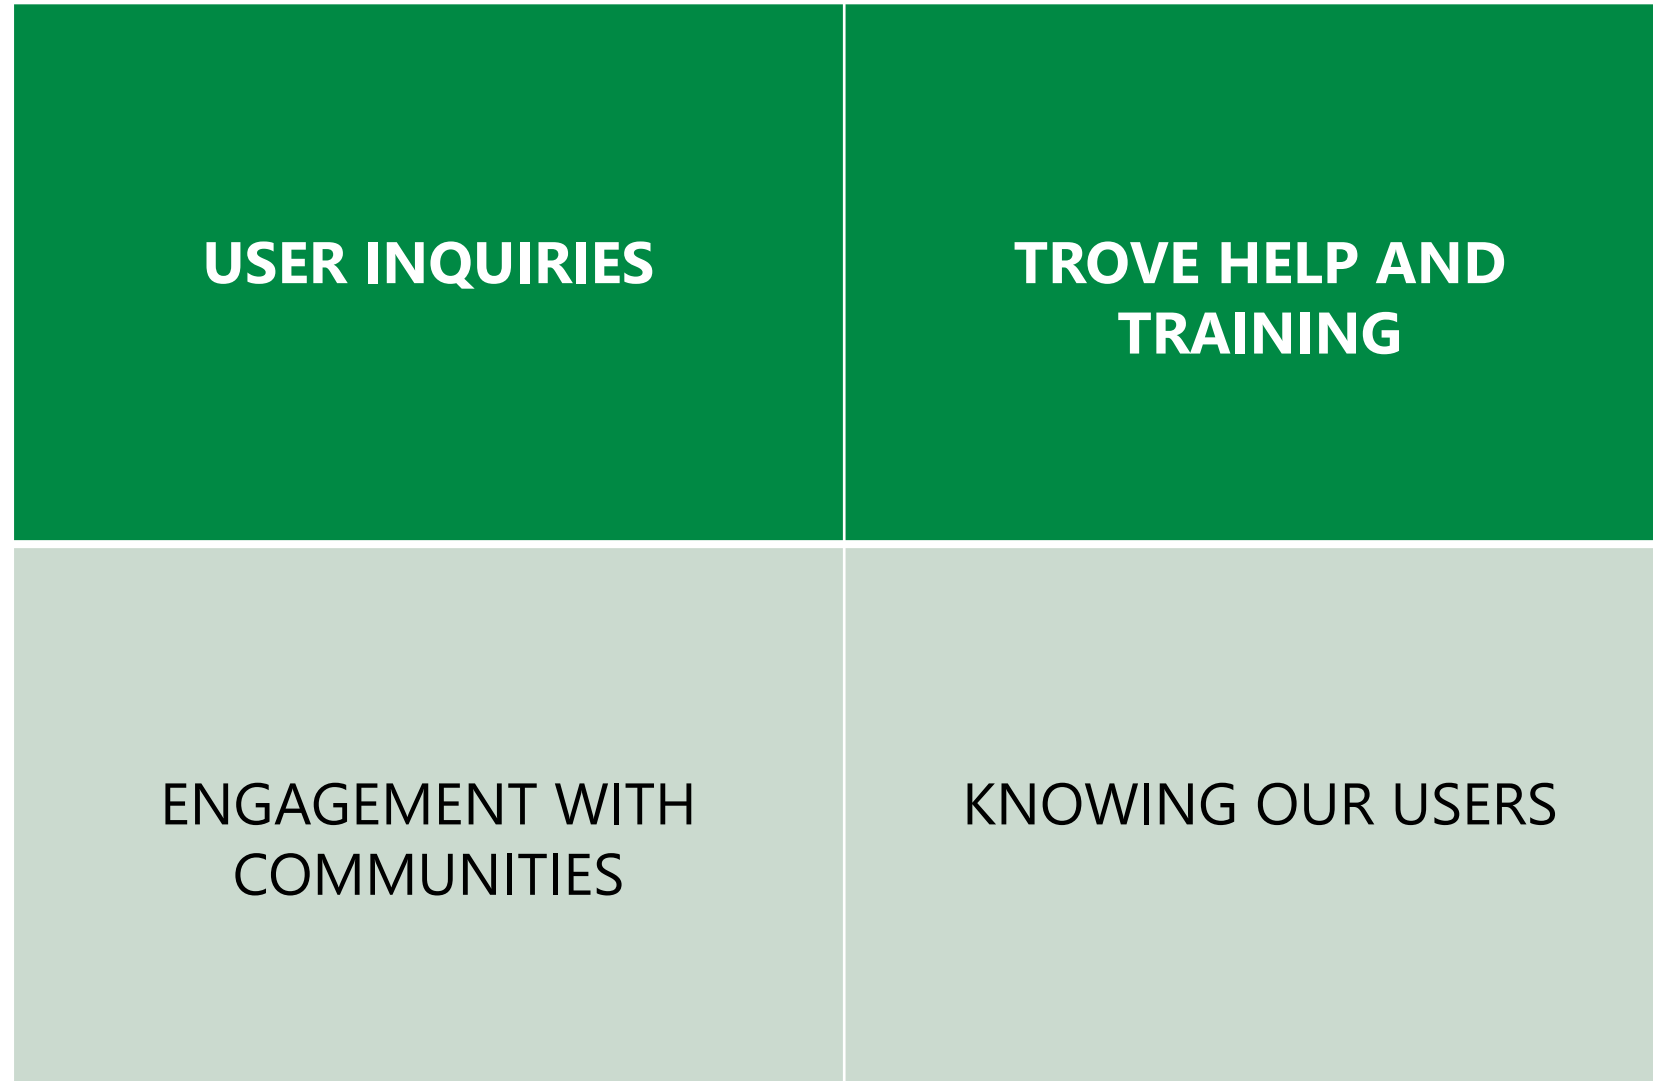 USER INQUIRIES
TROVE HELP AND
TRAINING
ENGAGEMENT WITH
COMMUNITIES
KNOWING OUR USERS